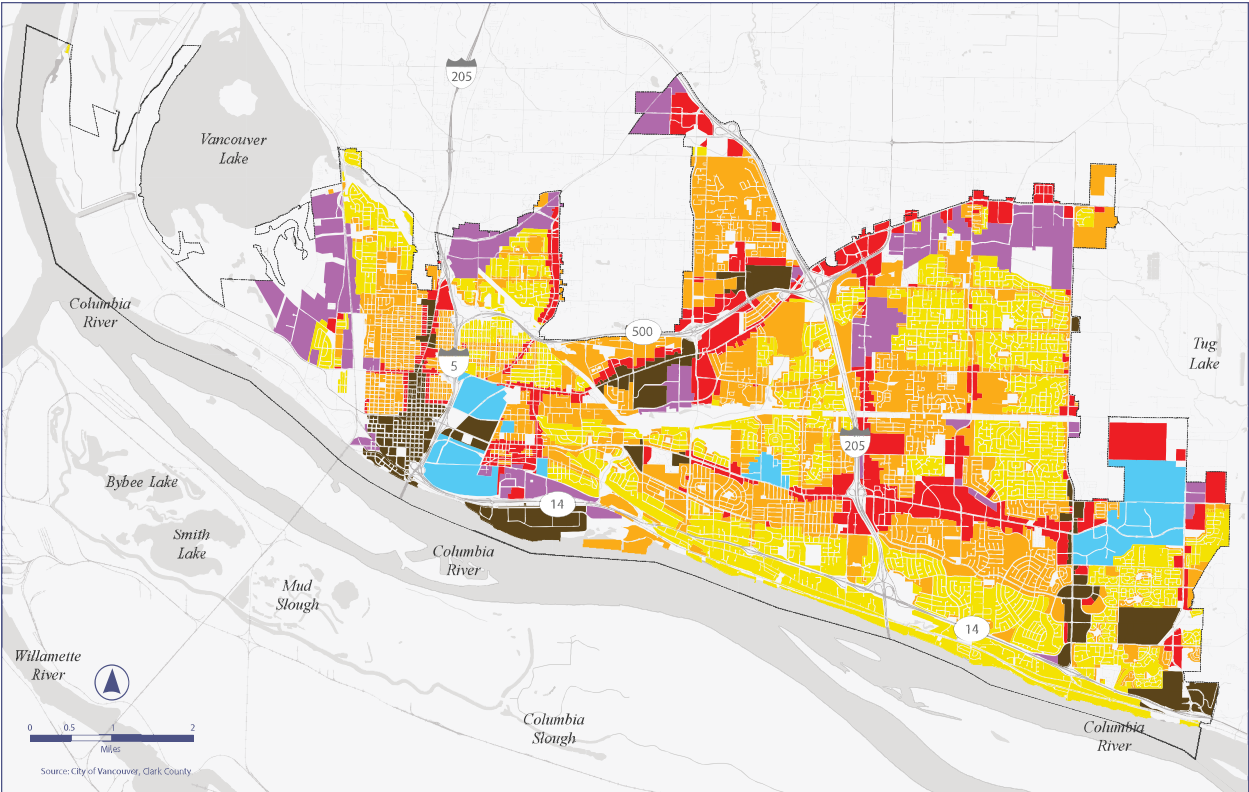 205
Vancouver
Lake
Columbia
River
500
Tug
Lake
5
205
Bybee Lake
14
Smith
Lake
Columbia
River
Mud
Slough
14
Willamette
River
Columbia
Slough
Columbia
River
0 0.5 1 2
Miles
Source: City of Vancouver, Clark County